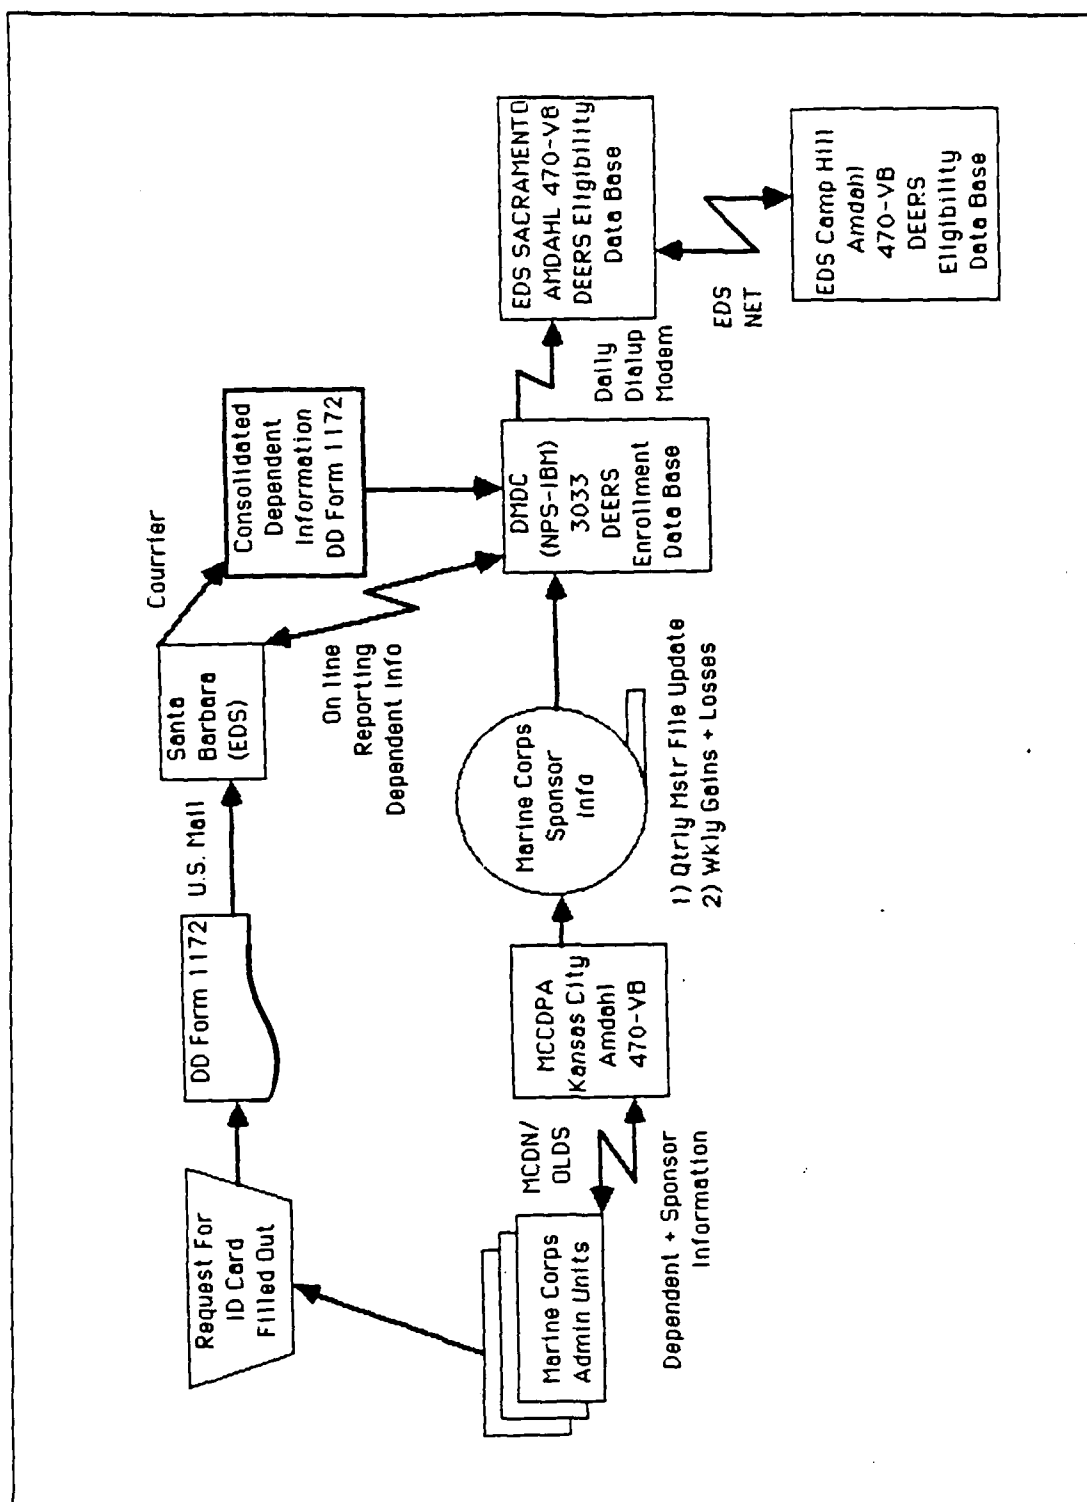 Request For
ID Card
Filled Out
DD Form 1172
U.S. Mail
Santa
Barbara
(EDS)
Courrier
Consolidated
Dependent
Information
DD Form 1172
On line
Reporting
Dependent Info
Marine Corps
Admin Units
MCDN/
OLDS
Dependent + Sponsor
Information
MCCDPA
Kansas City
Amdahl
470-VB
Marine Corps
Sponsor
Info
1) Qtrly Mstr File Update
2) Wkly Gains + Losses
DMDC
(NPS-IBM)
3033
DEERS
Enrollment
Data Base
Daily
Dialup
Modem
EDS SACRAMENTO
AMDAHL 470-VB
DEERS Eligibility
Data Base
EDS
NET
EDS Camp Hill
Amdahl
470-VB
DEERS
Eligibility
Data Base